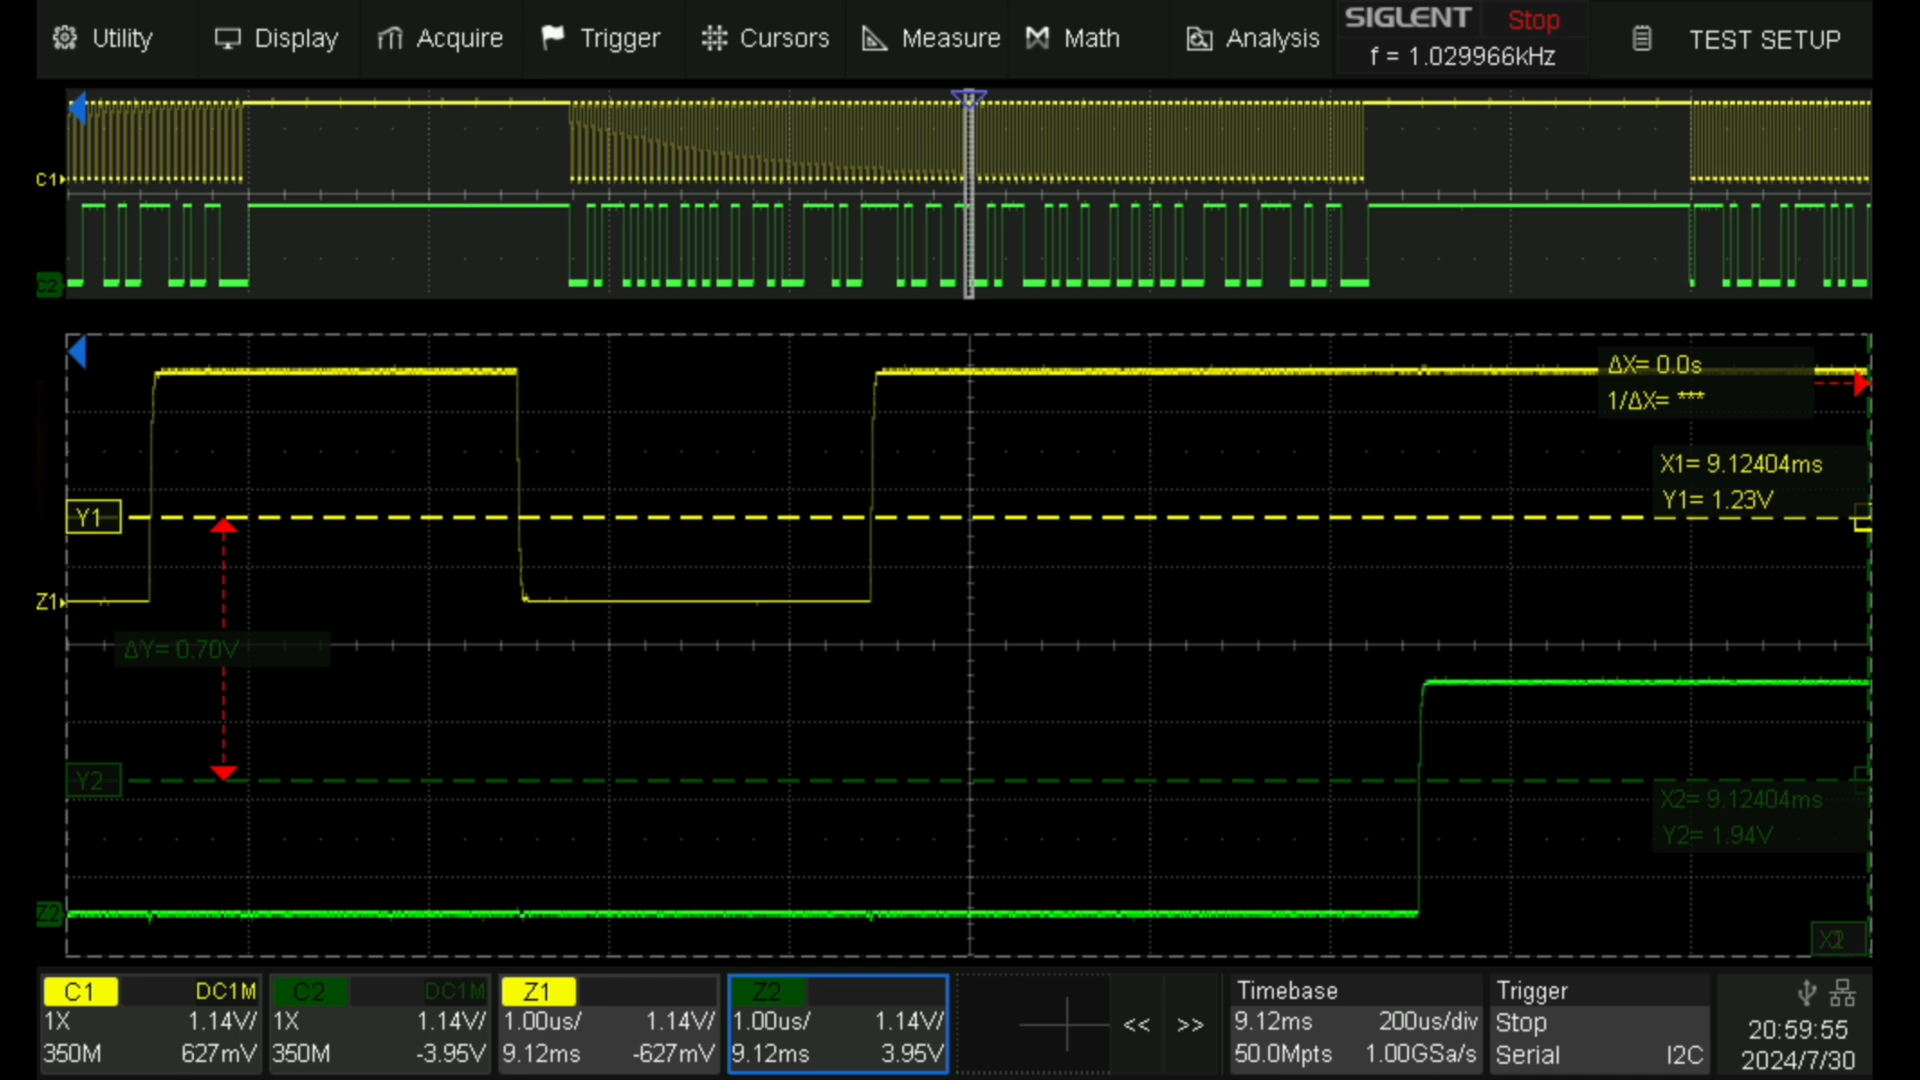 Utility
Display
Acquire
Trigger
Cursors
Measure
Math
Analysis
SIGLENT
Stop
f = 1.029966kHz
TEST SETUP
C1
C2
ΔX= 0.0s
1/ΔX= ***
X1= 9.12404ms
Y1= 1.23V
Y1
Z1
ΔY= 0.70V
Y2
X2= 9.12404ms
Y2= 1.94V
Z2
C1 DC1M
1X 1.14V/
350M 627mV
C2 DC1M
1X 1.14V/
350M -3.95V
Z1
1.00us/ 1.14V/
9.12ms -627mV
Z2
1.00us/ 1.14V/
9.12ms 3.95V
<< >>
Timebase
9.12ms 200us/div
50.0Mpts 1.00GSa/s
Trigger
Stop
Serial I2C
20:59:55
2024/7/30